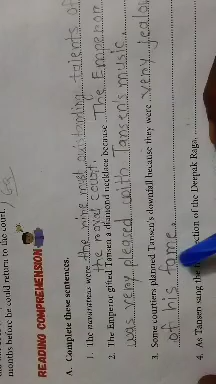 months before he could return to the court.
READING COMPREHENSION
A. Complete these sentences.
1. The navaratnas were the nine most outstanding talents of
the royal court.
2. The Emperor gifted Tansen a diamond necklace because The Emperor
was very pleased with Tansen's music.
3. Some courtiers planned Tansen's downfall because they were very jealou
of his fame.
4. As Tansen sang the ction of the Deepak Raga